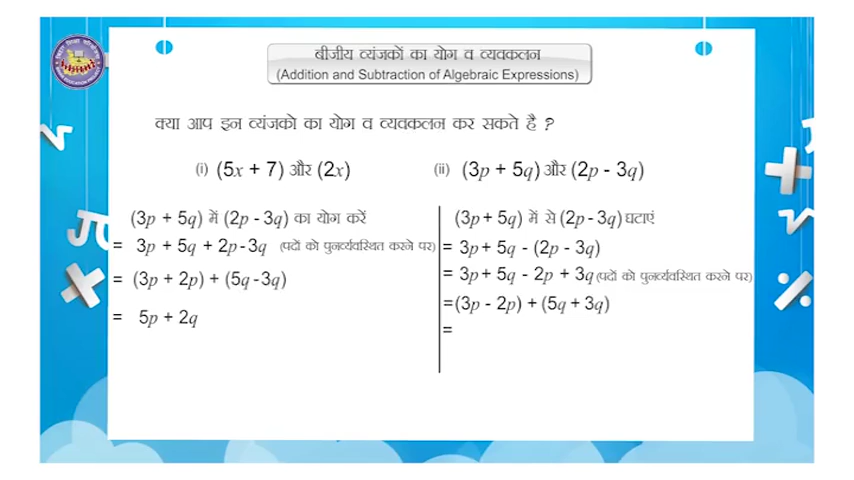 बीजीय व्यंजकों का योग व व्यवकलन
(Addition and Subtraction of Algebraic Expressions)
क्या आप इन व्यंजको का योग व व्यवकलन कर सकते है ?
(i) (5x + 7) और (2x)
(ii) (3p + 5q) और (2p - 3q)
(3p + 5q) में (2p - 3q) का योग करें
= 3p + 5q + 2p - 3q (पदों को पुनर्व्यवस्थित करने पर)
= (3p + 2p) + (5q - 3q)
= 5p + 2q
(3p + 5q) में से (2p - 3q) घटाएं
= 3p + 5q - (2p - 3q)
= 3p + 5q - 2p + 3q (पदों को पुनर्व्यवस्थित करने पर)
= (3p - 2p) + (5q + 3q)
=